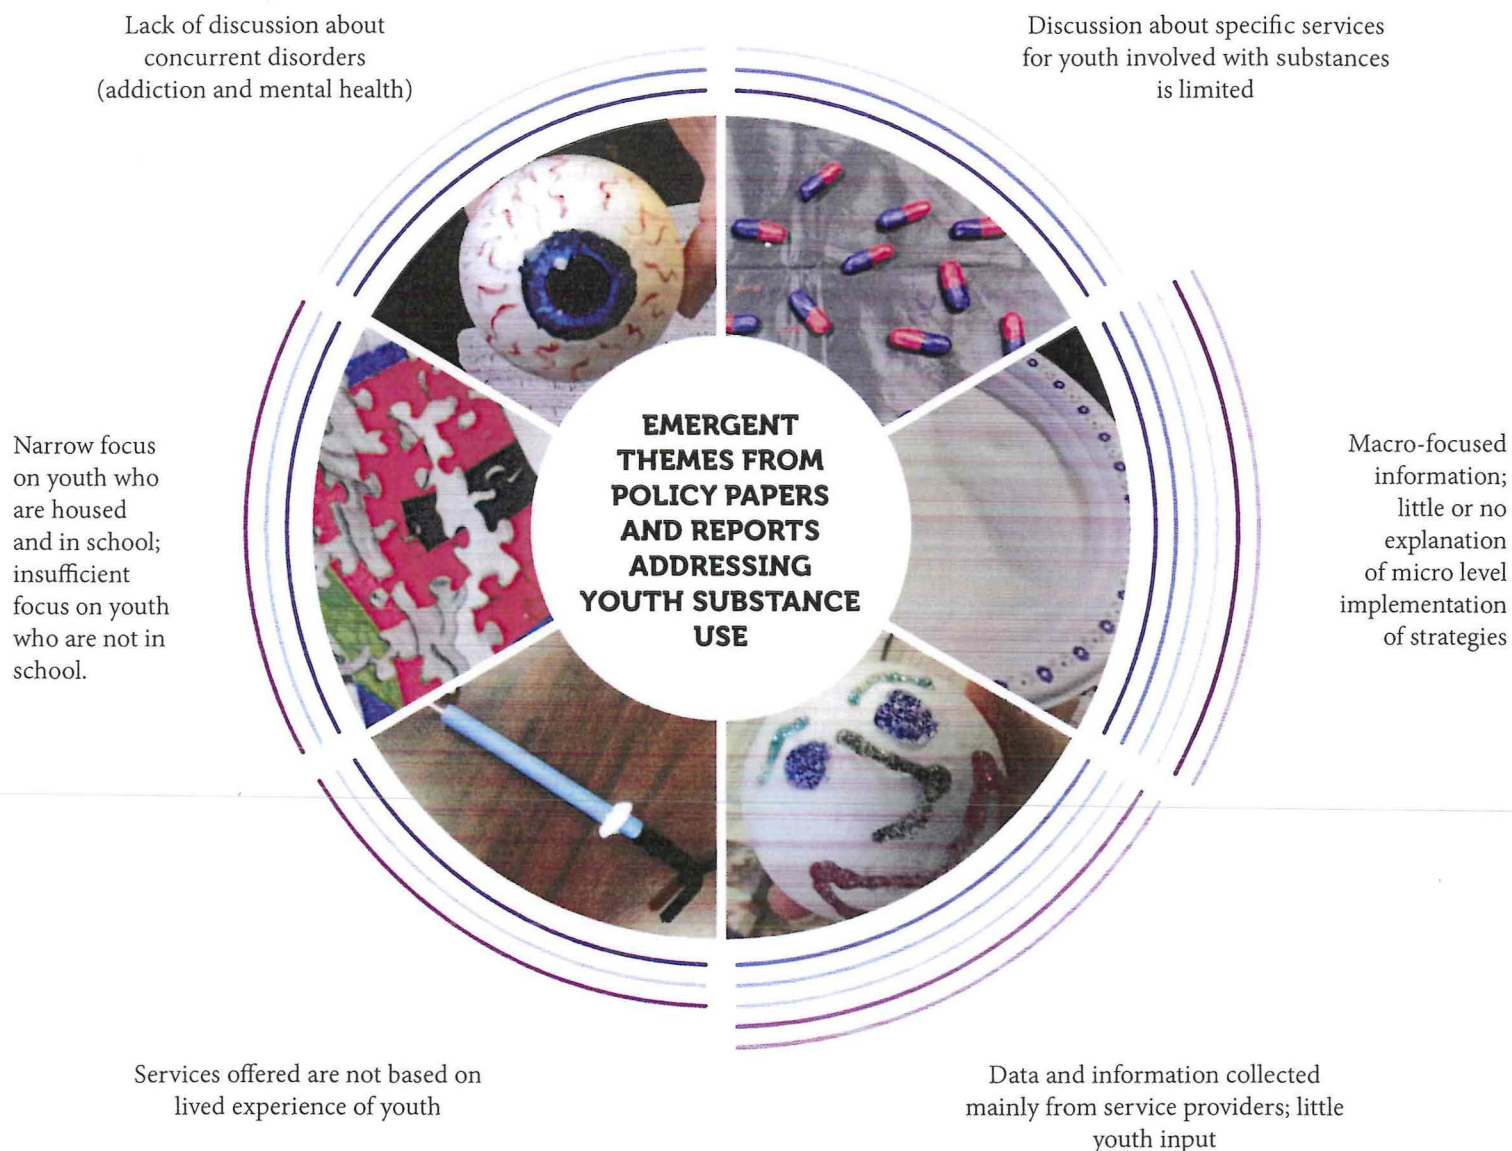 Lack of discussion about
concurrent disorders
(addiction and mental health)
Discussion about specific services
for youth involved with substances
is limited
EMERGENT
THEMES FROM
POLICY PAPERS
AND REPORTS
ADDRESSING
YOUTH SUBSTANCE
USE
Narrow focus
on youth who
are housed
and in school;
insufficient
focus on youth
who are not in
school.
Macro-focused
information;
little or no
explanation
of micro level
implementation
of strategies
Services offered are not based on
lived experience of youth
Data and information collected
mainly from service providers; little
youth input